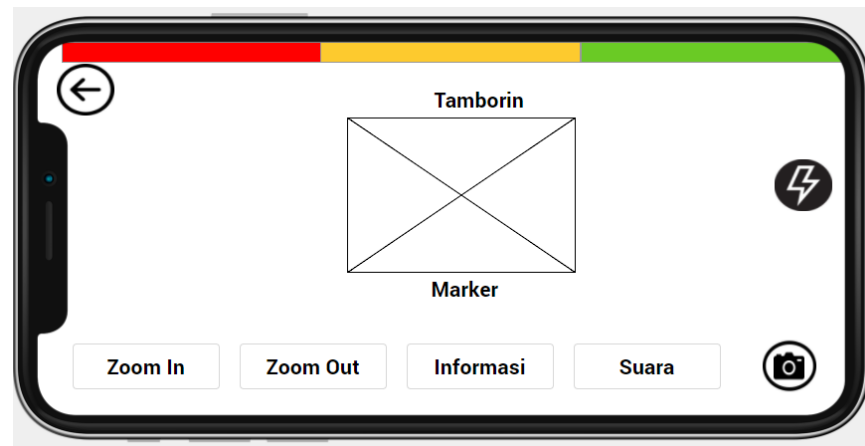 Tamborin
Marker
Zoom In
Zoom Out
Informasi
Suara